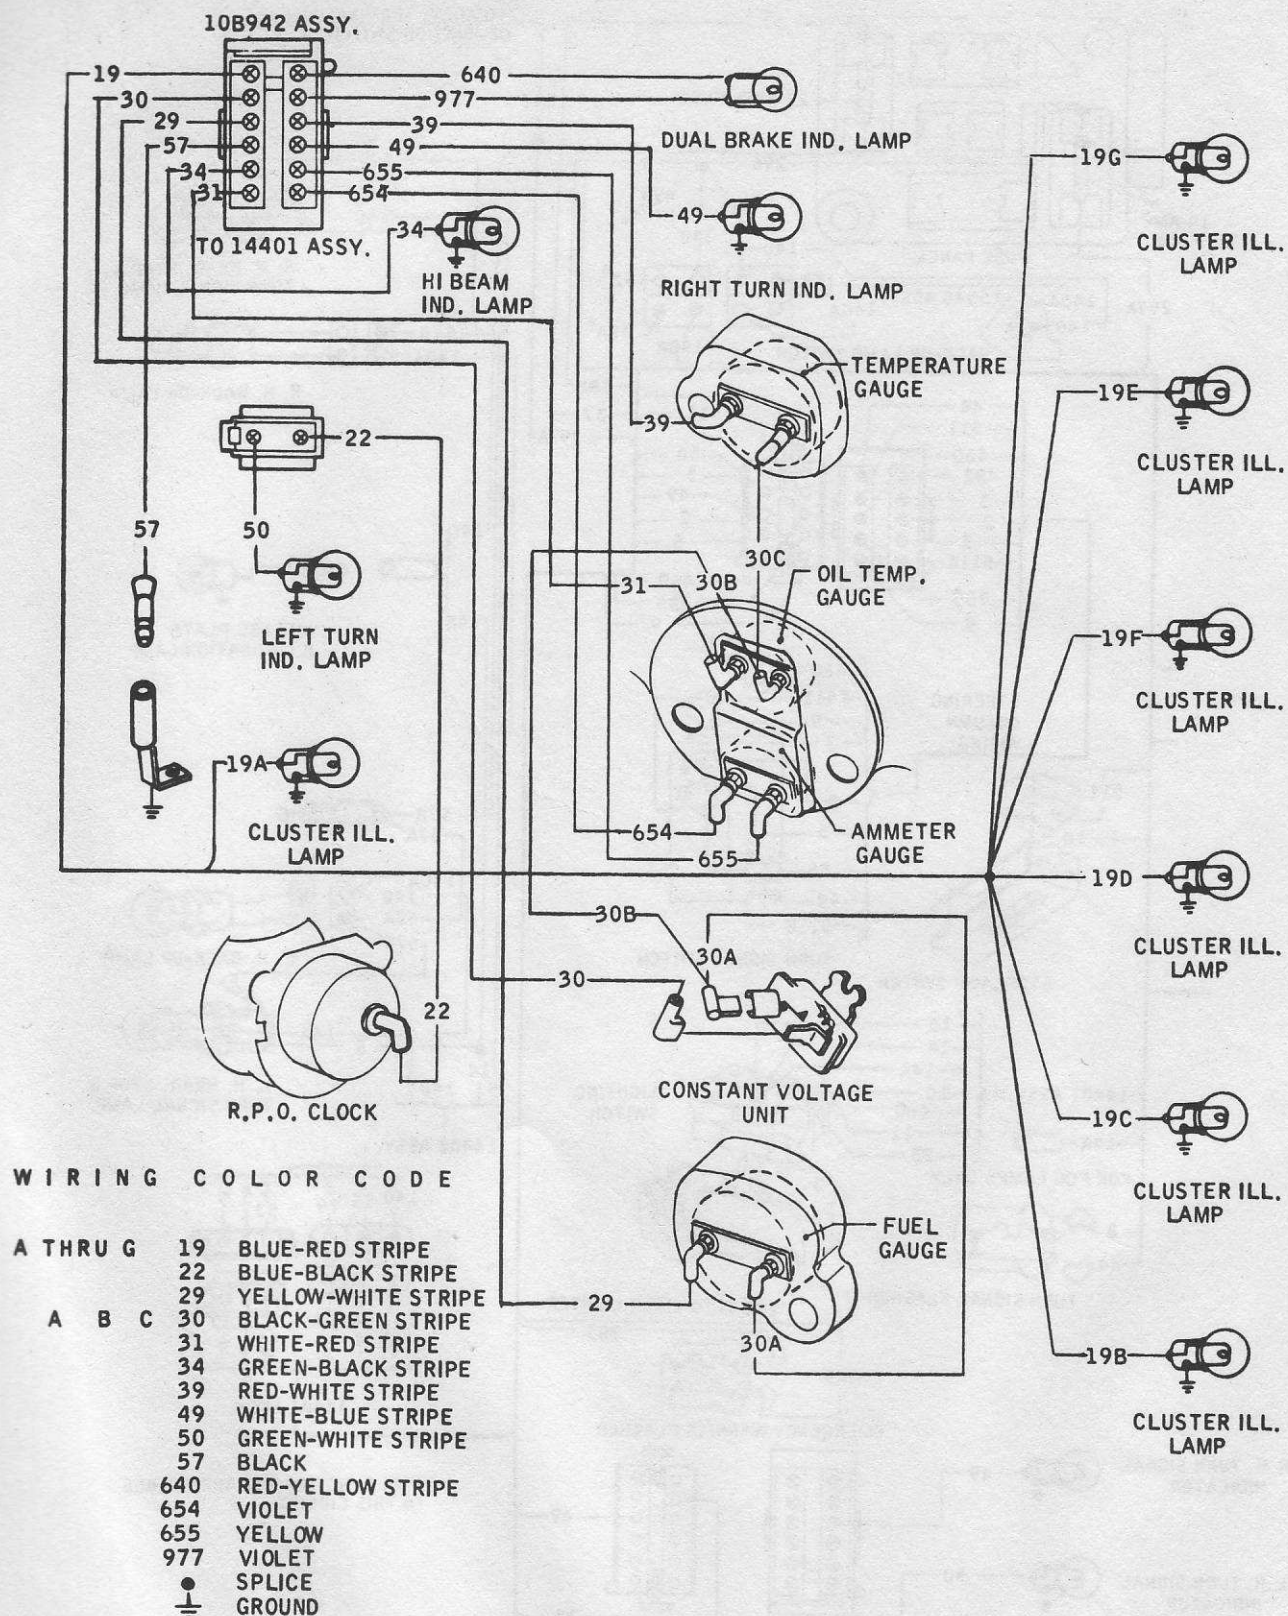 10B942 ASSY.
19
640
30
977
29
39
57
49
34
655
31
654
DUAL BRAKE IND. LAMP
TO 14401 ASSY.
34
HI BEAM
IND. LAMP
49
RIGHT TURN IND. LAMP
19G
CLUSTER ILL.
LAMP
TEMPERATURE
GAUGE
39
19E
CLUSTER ILL.
LAMP
22
57
50
LEFT TURN
IND. LAMP
30C
31
30B
OIL TEMP.
GAUGE
19F
CLUSTER ILL.
LAMP
19A
CLUSTER ILL.
LAMP
654
655
AMMETER
GAUGE
19D
CLUSTER ILL.
LAMP
30B
30A
30
22
R.P.O. CLOCK
CONSTANT VOLTAGE
UNIT
19C
CLUSTER ILL.
LAMP
FUEL
GAUGE
29
30A
19B
CLUSTER ILL.
LAMP
WIRING COLOR CODE
A THRU G 19 BLUE-RED STRIPE
22 BLUE-BLACK STRIPE
29 YELLOW-WHITE STRIPE
A B C 30 BLACK-GREEN STRIPE
31 WHITE-RED STRIPE
34 GREEN-BLACK STRIPE
39 RED-WHITE STRIPE
49 WHITE-BLUE STRIPE
50 GREEN-WHITE STRIPE
57 BLACK
640 RED-YELLOW STRIPE
654 VIOLET
655 YELLOW
977 VIOLET
SPLICE
GROUND